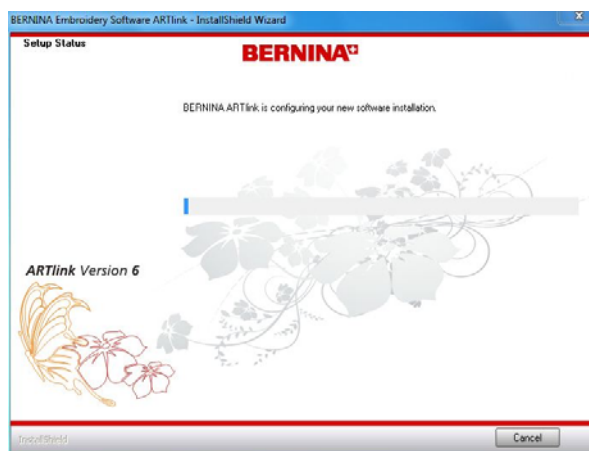 BERNINA Embroidery Software ARTlink - InstallShield Wizard
Setup Status
BERNINA
BERNINA ARTlink is configuring your new software installation.
ARTlink Version 6
InstallShield
Cancel